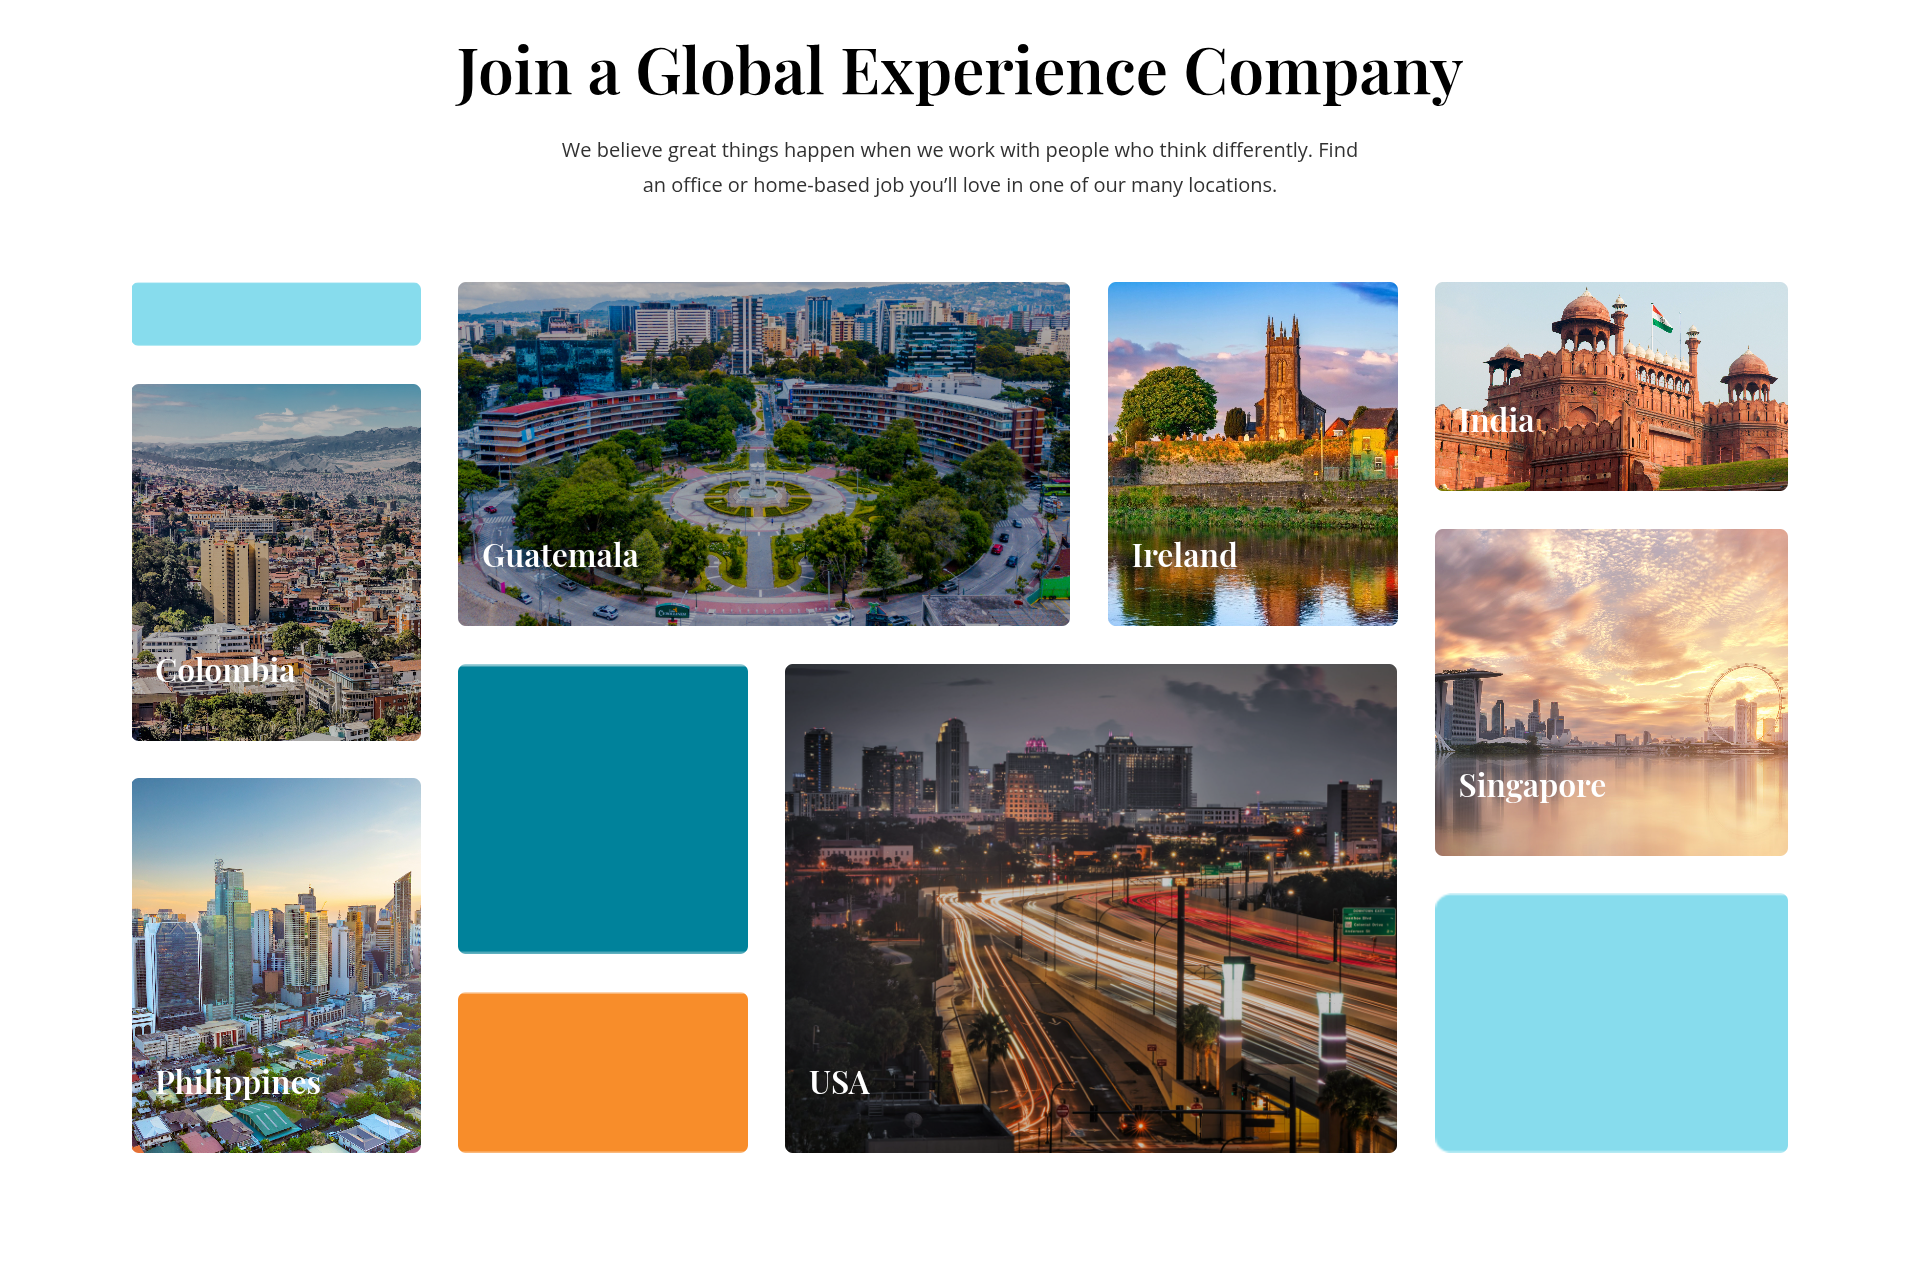 Join a Global Experience Company
We believe great things happen when we work with people who think differently. Find
an office or home-based job you’ll love in one of our many locations.
Guatemala
Ireland
India
Colombia
Singapore
Philippines
USA